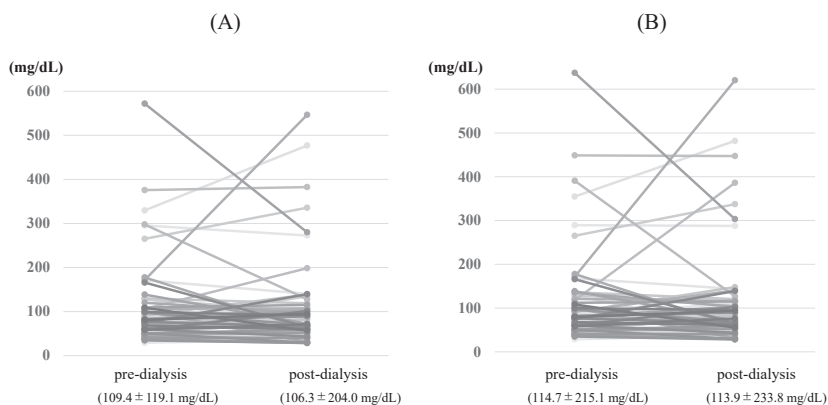 (A)
(mg/dL)
600
500
400
300
200
100
0
pre-dialysis
post-dialysis
(109.4 ± 119.1 mg/dL)
(106.3 ± 204.0 mg/dL)
(B)
(mg/dL)
600
500
400
300
200
100
0
pre-dialysis
post-dialysis
(114.7 ± 215.1 mg/dL)
(113.9 ± 233.8 mg/dL)